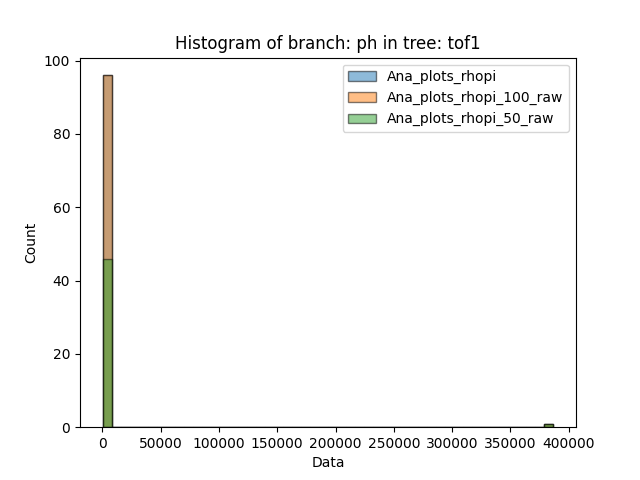 Histogram of branch: ph in tree: tof1
Ana_plots_rhopi
Ana_plots_rhopi_100_raw
Ana_plots_rhopi_50_raw
100
80
60
40
20
0
Count
0 50000 100000 150000 200000 250000 300000 350000 400000
Data